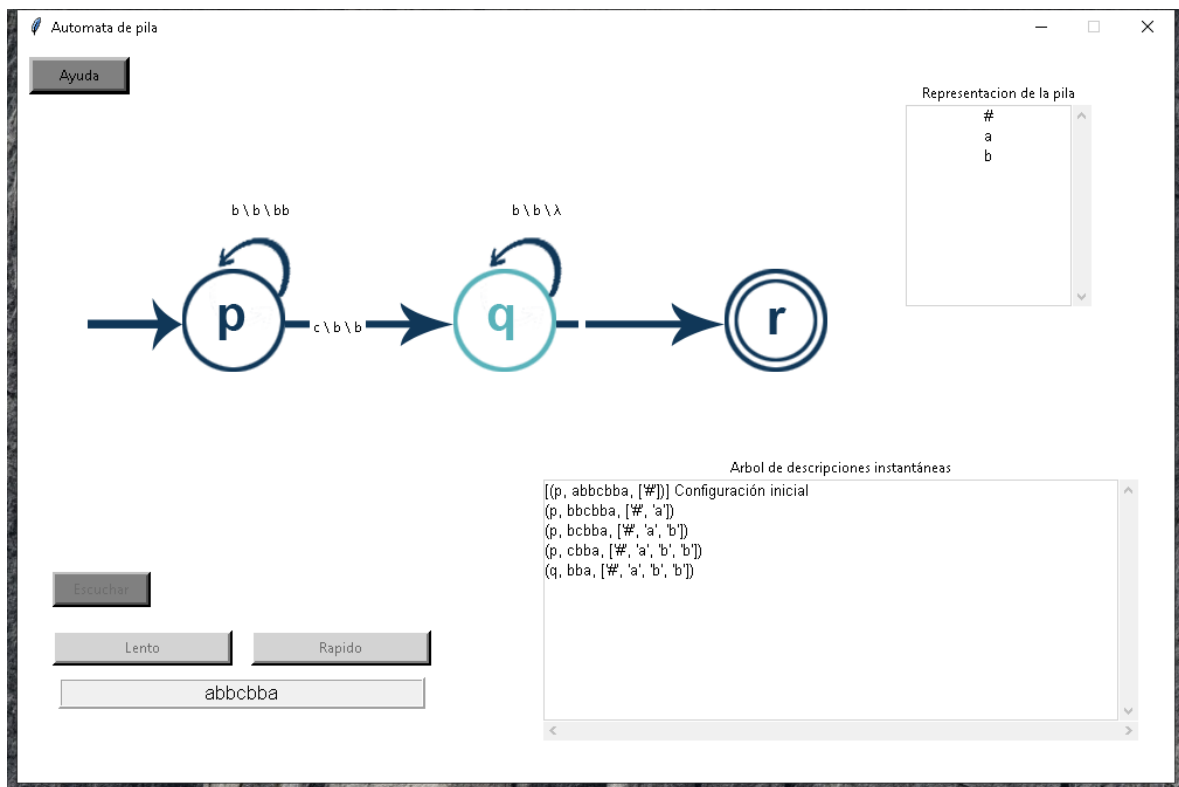 Automata de pila
Ayuda
Representacion de la pila
#
a
b
b \ b \ bb
b \ b \ λ
p
c \ b \ b
q
r
Arbol de descripciones instantáneas
[(p, abbcbba, ['#'])] Configuración inicial
(p, bbcbba, ['#', 'a'])
(p, bcbba, ['#', 'a', 'b'])
(p, cbba, ['#', 'a', 'b', 'b'])
(q, bba, ['#', 'a', 'b', 'b'])
Escuchar
Lento
Rapido
abbcbba